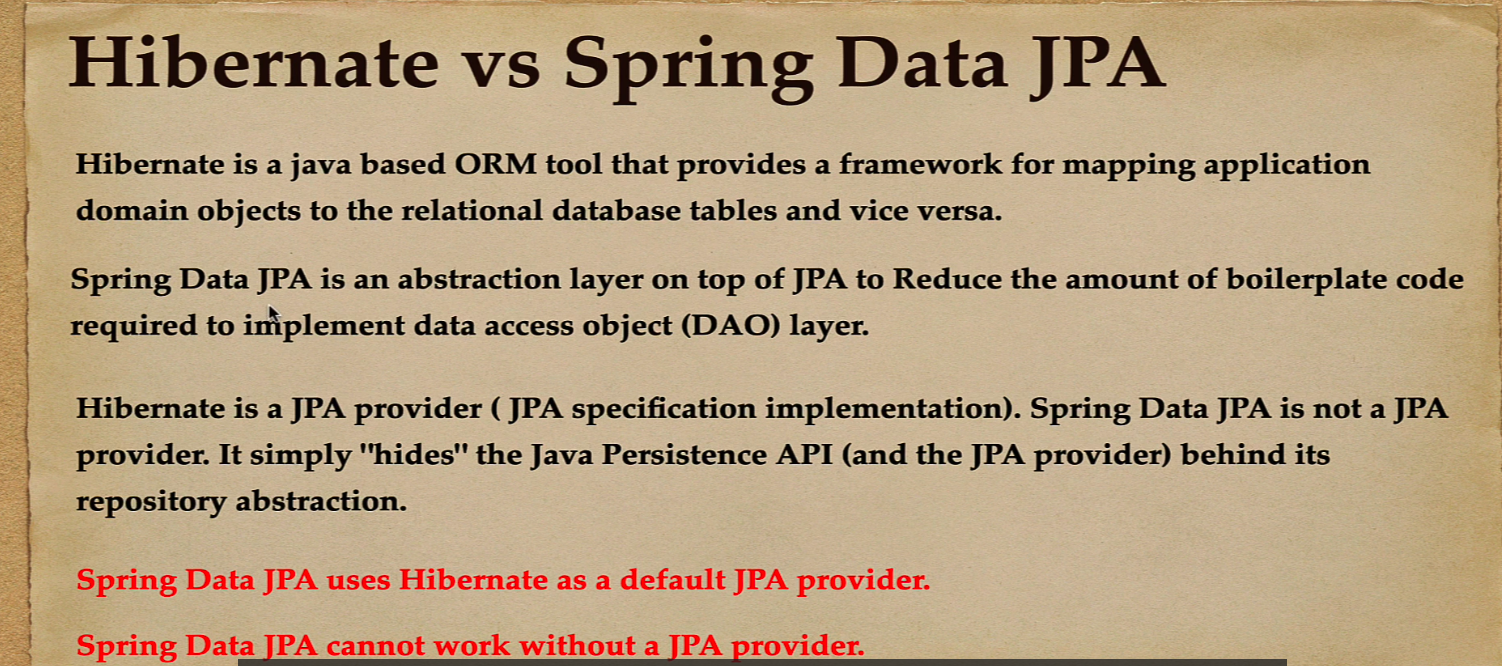 Hibernate vs Spring Data JPA
Hibernate is a java based ORM tool that provides a framework for mapping application
domain objects to the relational database tables and vice versa.
Spring Data JPA is an abstraction layer on top of JPA to Reduce the amount of boilerplate code
required to implement data access object (DAO) layer.
Hibernate is a JPA provider ( JPA specification implementation). Spring Data JPA is not a JPA
provider. It simply "hides" the Java Persistence API (and the JPA provider) behind its
repository abstraction.
Spring Data JPA uses Hibernate as a default JPA provider.
Spring Data JPA cannot work without a JPA provider.